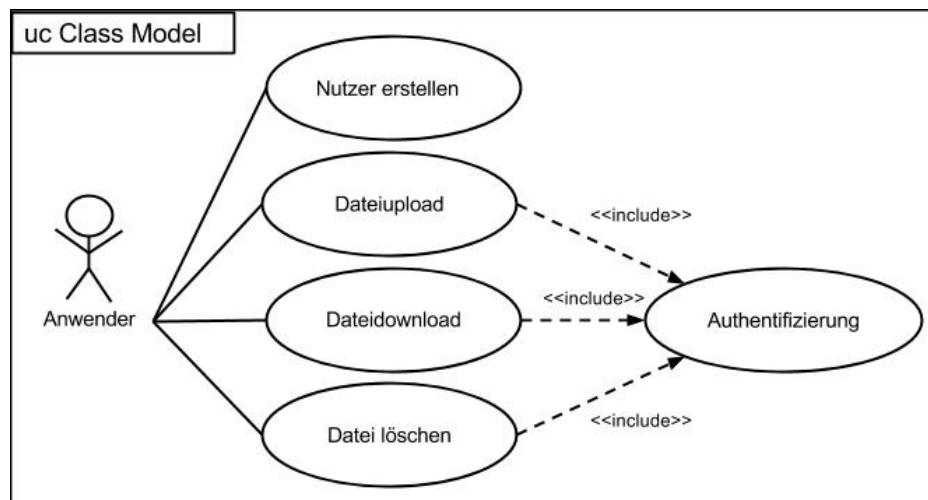 uc Class Model
Nutzer erstellen
Dateiupload
<<include>>
Anwender
Dateidownload
<<include>>
Authentifizierung
Datei löschen
<<include>>